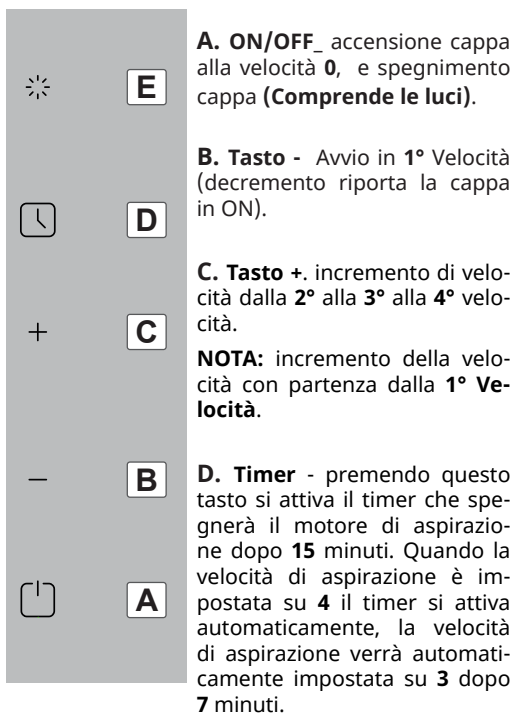 E
D
+ C
- B
A
A. ON/OFF_ accensione cappa
alla velocità 0, e spegnimento
cappa (Comprende le luci).
B. Tasto - Avvio in 1° Velocità
(decremento riporta la cappa
in ON).
C. Tasto +. incremento di velo-
cità dalla 2° alla 3° alla 4° velo-
cità.
NOTA: incremento della velo-
cità con partenza dalla 1° Ve-
locità.
D. Timer - premendo questo
tasto si attiva il timer che spe-
gnerà il motore di aspirazio-
ne dopo 15 minuti. Quando la
velocità di aspirazione è im-
postata su 4 il timer si attiva
automaticamente, la velocità
di aspirazione verrà automati-
camente impostata su 3 dopo
7 minuti.